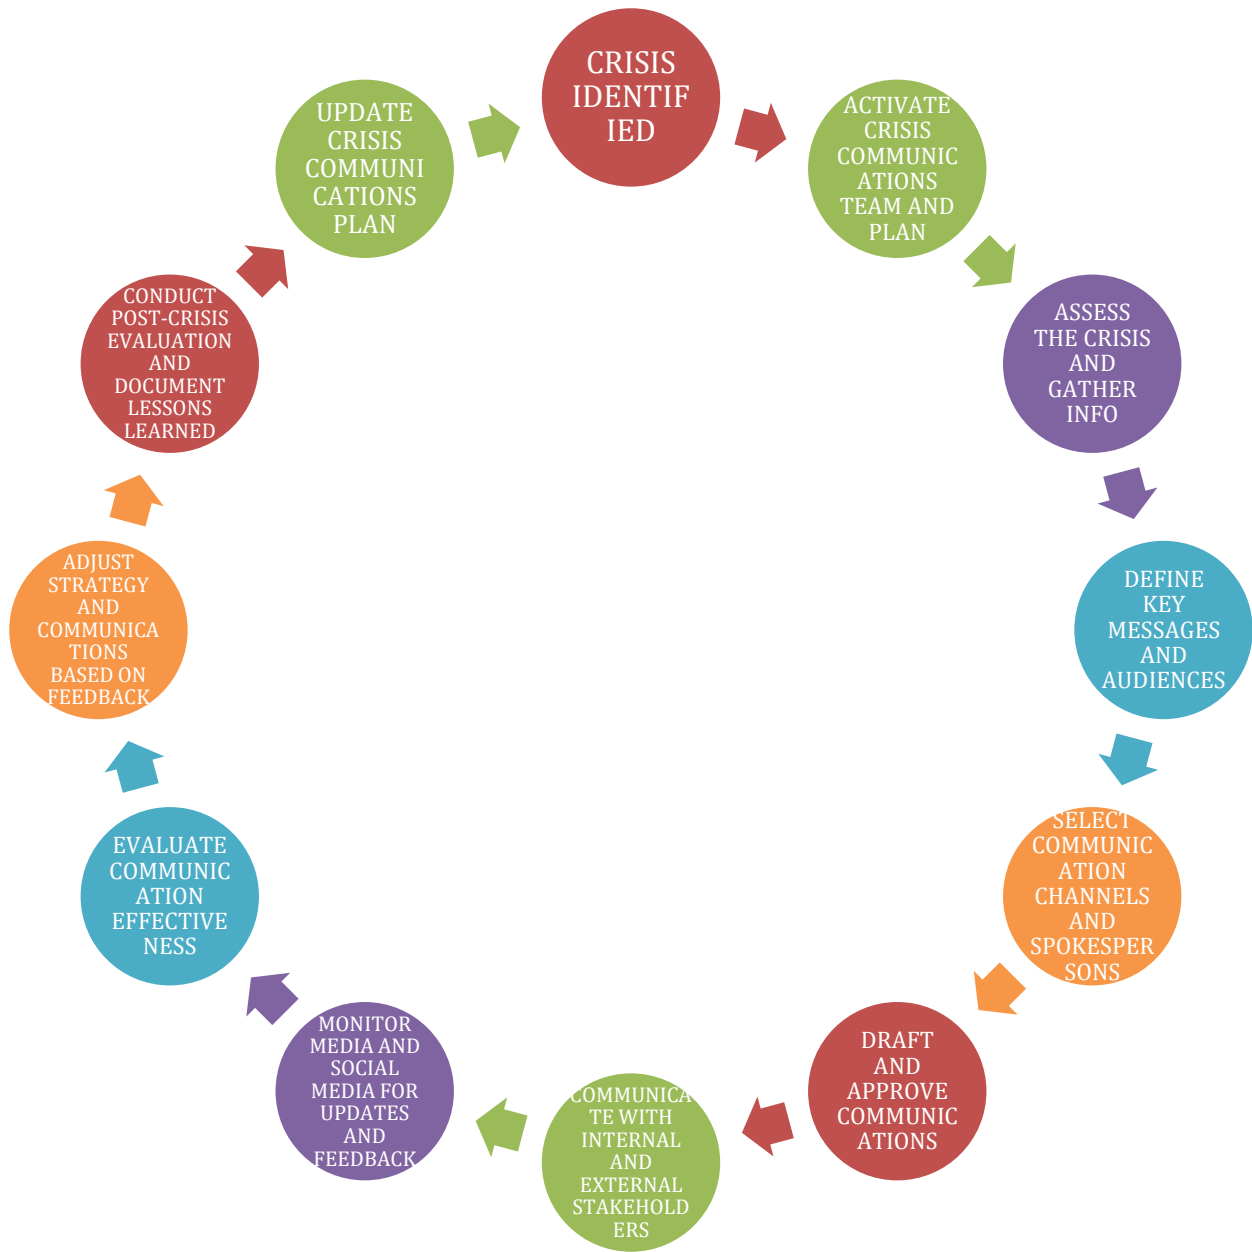 CRISIS
IDENTIF
IED
ACTIVATE
CRISIS
COMMUNIC
ATIONS
TEAM AND
PLAN
ASSESS
THE CRISIS
AND
GATHER
INFO
DEFINE
KEY
MESSAGES
AND
AUDIENCES
SELECT
COMMUNIC
ATION
CHANNELS
AND
SPOKESPER
SONS
DRAFT
AND
APPROVE
COMMUNIC
ATIONS
COMMUNICA
TE WITH
INTERNAL
AND
EXTERNAL
STAKEHOLD
ERS
MONITOR
MEDIA AND
SOCIAL
MEDIA FOR
UPDATES
AND
FEEDBACK
EVALUATE
COMMUNIC
ATION
EFFECTIVE
NESS
ADJUST
STRATEGY
AND
COMMUNICA
TIONS
BASED ON
FEEDBACK
CONDUCT
POST-CRISIS
EVALUATION
AND
DOCUMENT
LESSONS
LEARNED
UPDATE
CRISIS
COMMUNI
CATIONS
PLAN